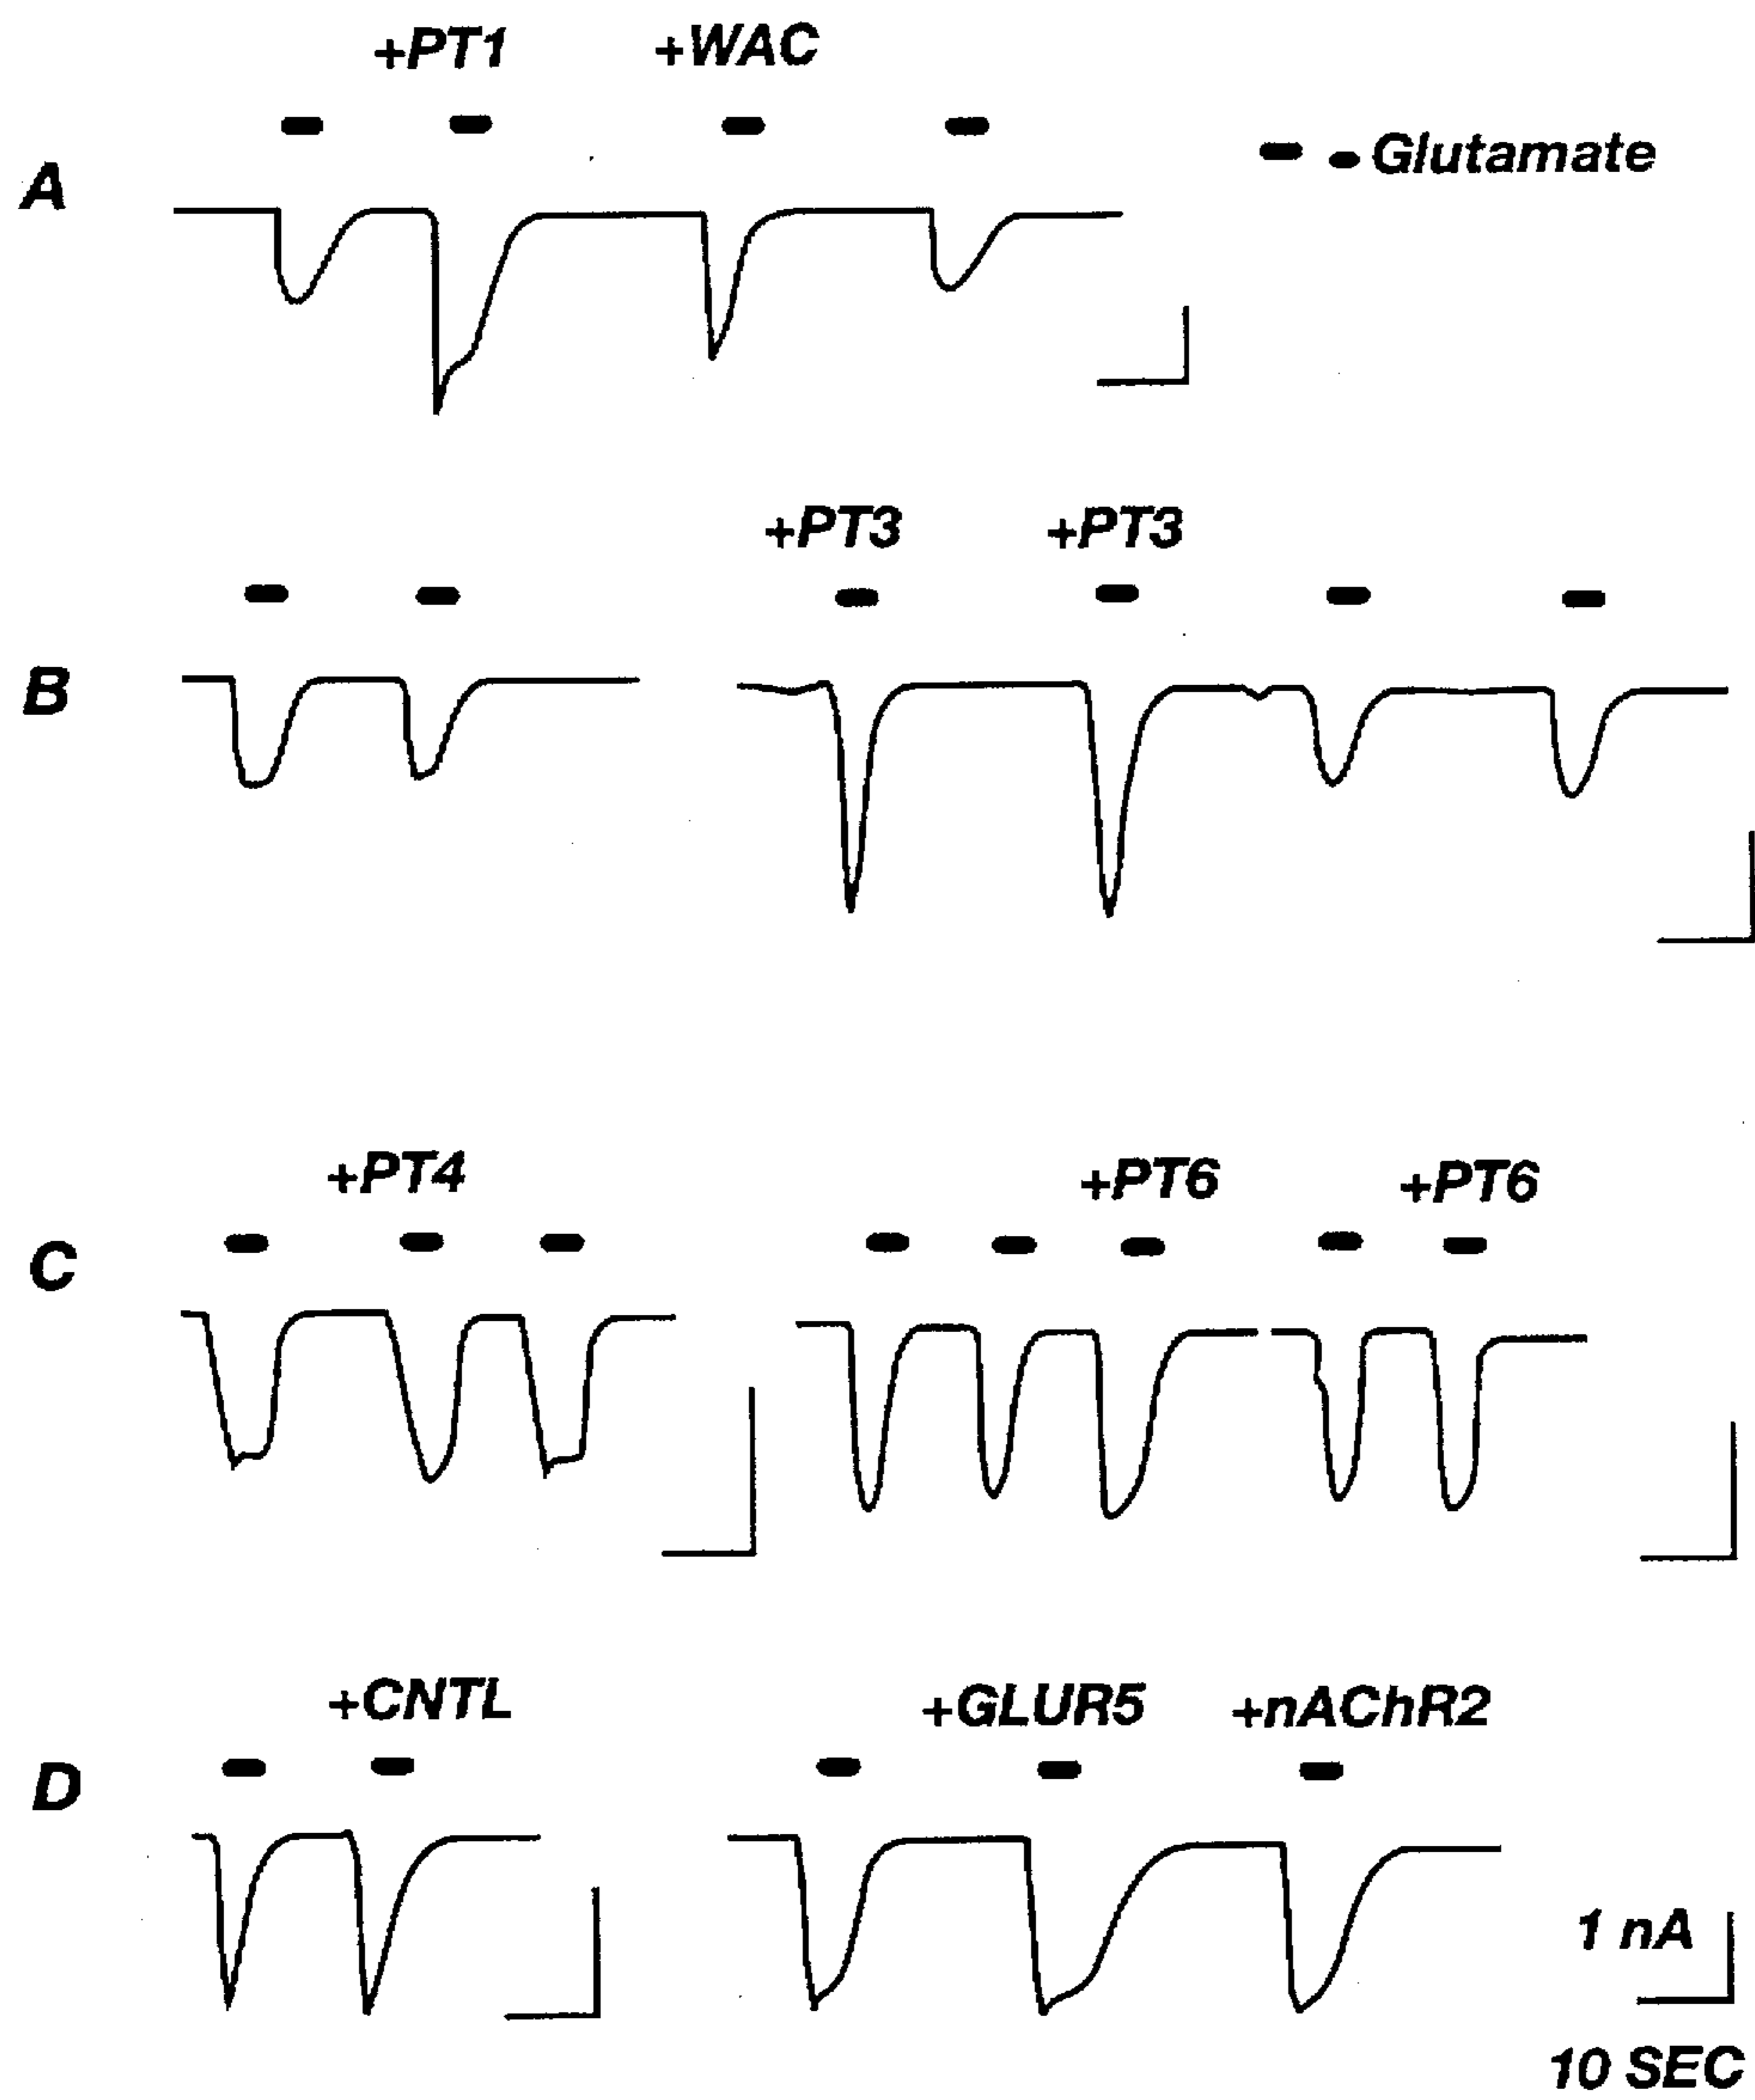 +PT1 +WAC
Glutamate
A
+PT3 +PT3
B
+PT4 +PT6 +PT6
C
+CNTL +GLUR5 +nAChR2
D
1 nA
10 SEC